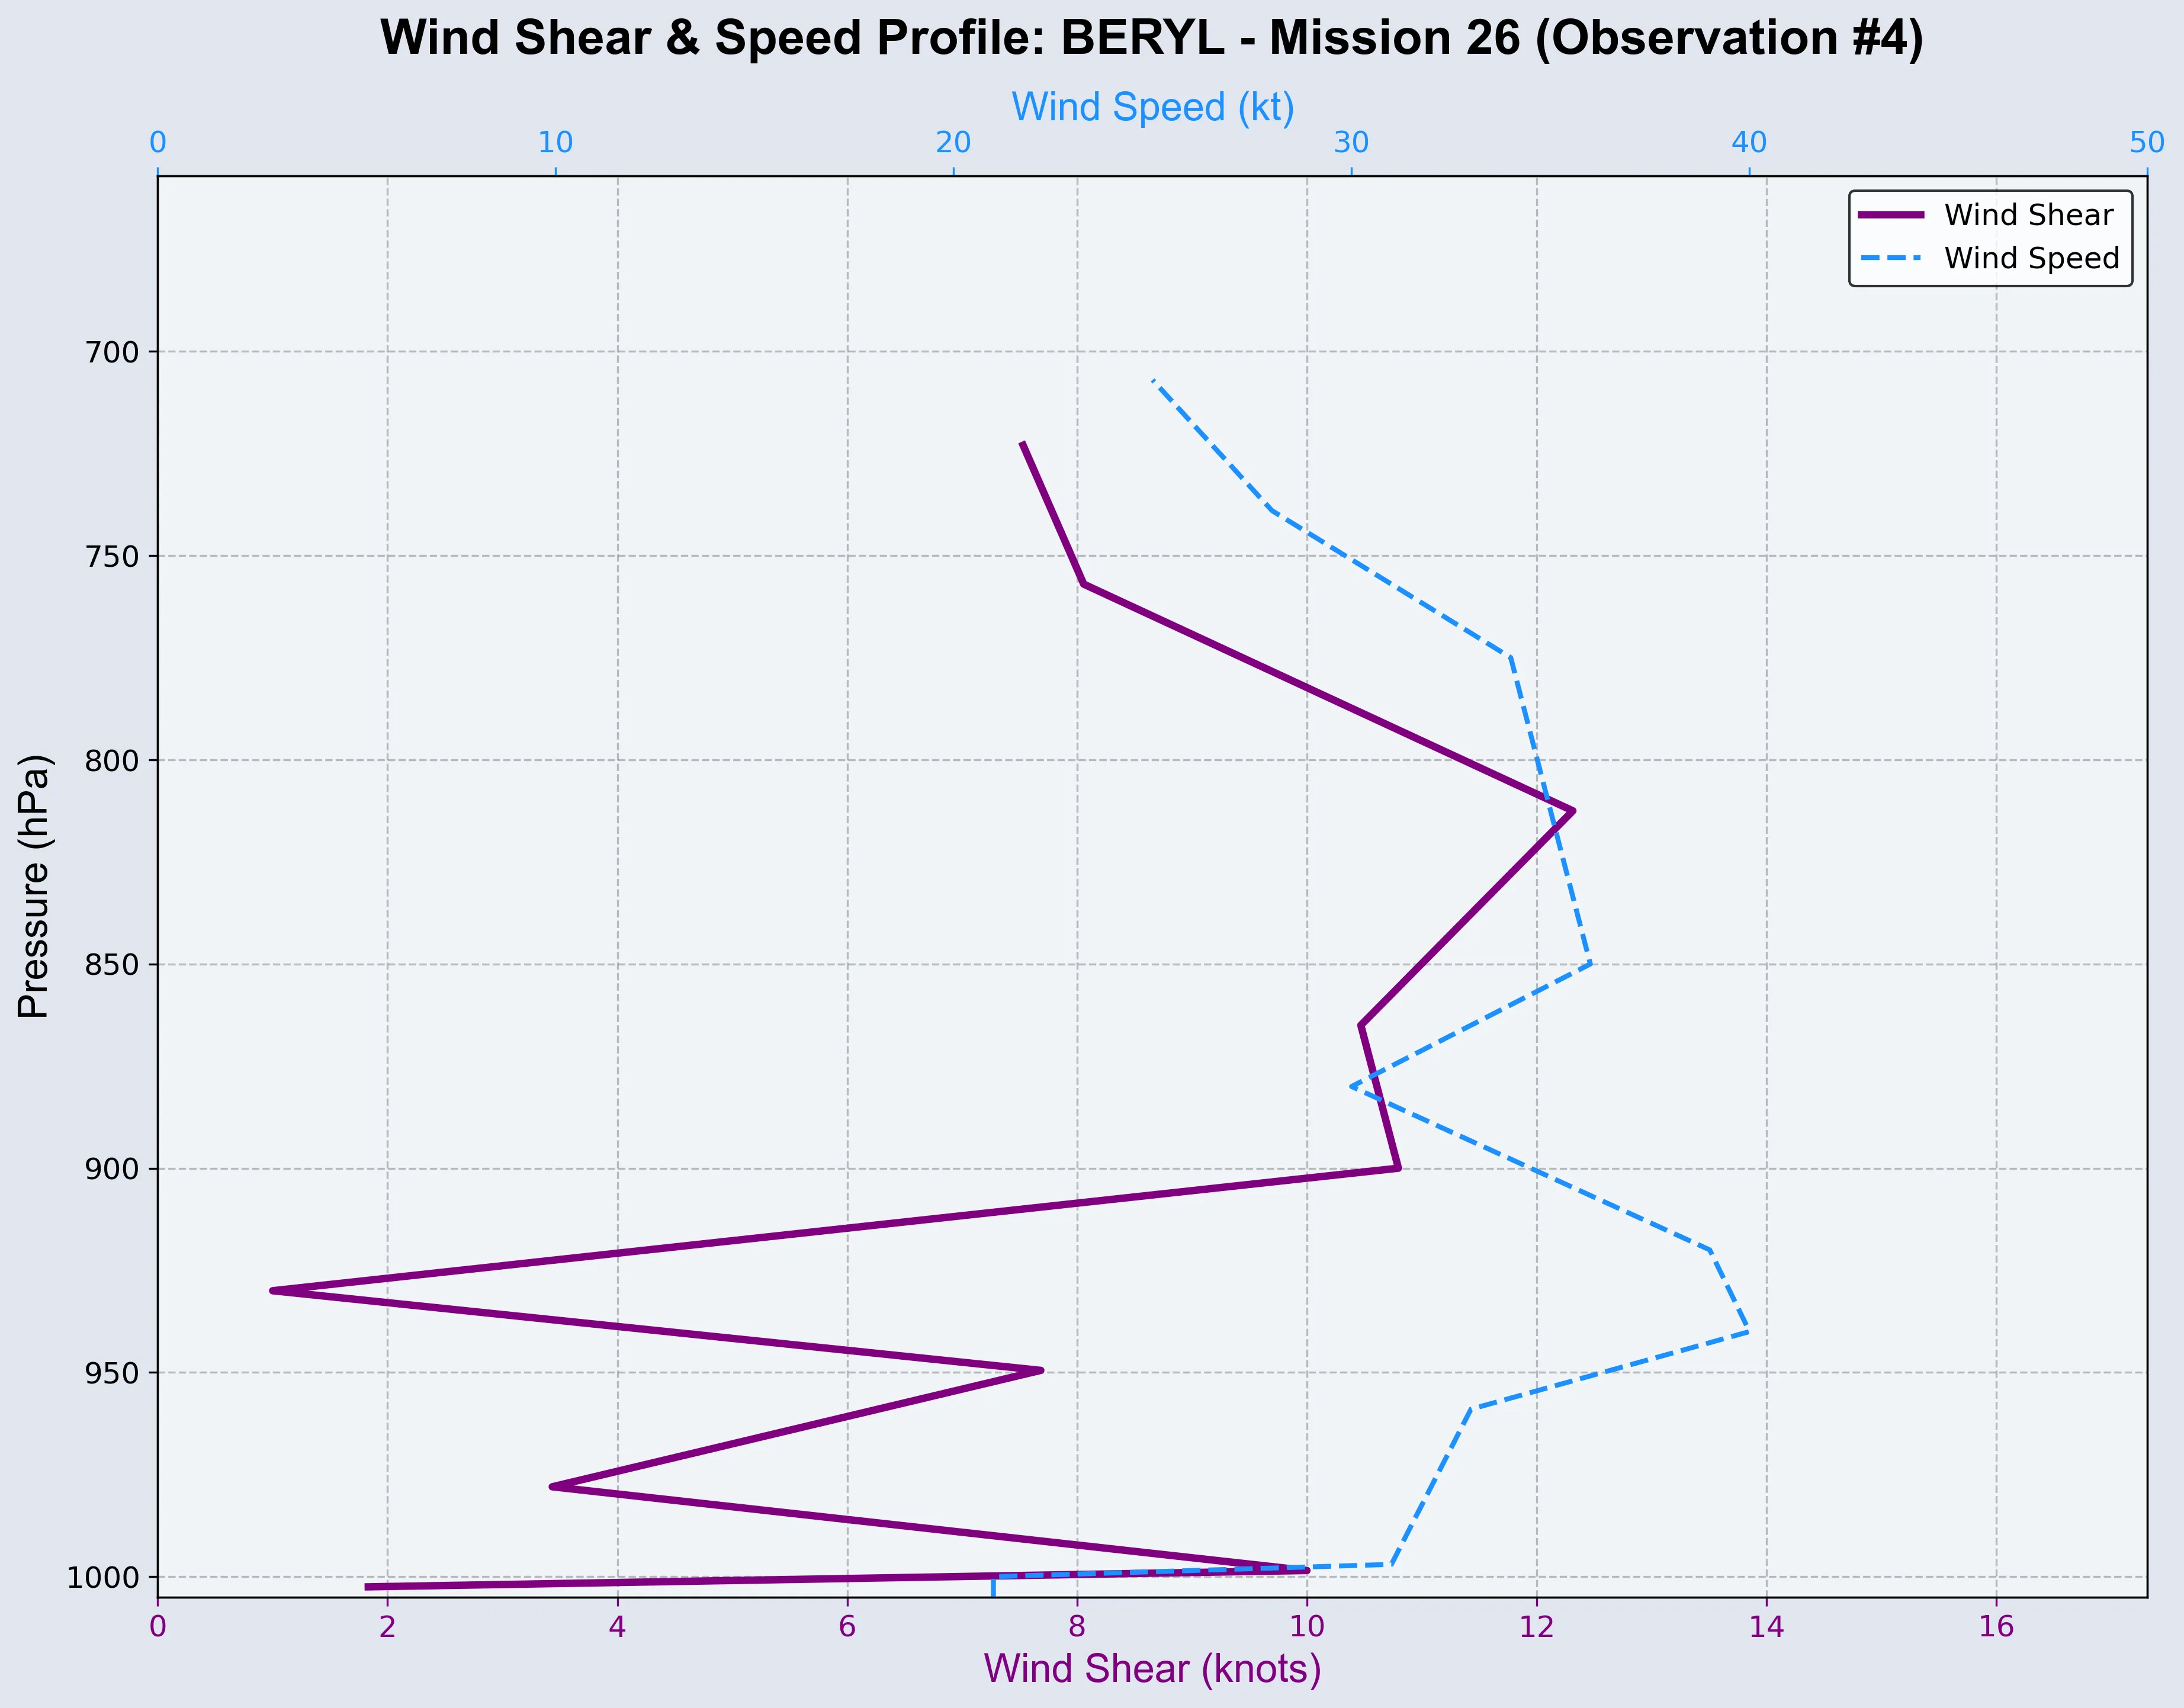 Wind Shear & Speed Profile: BERYL - Mission 26 (Observation #4)
Wind Speed (kt)
0 10 20 30 40 50
Wind Shear
Wind Speed
700
750
800
850
900
950
1000
Pressure (hPa)
0 2 4 6 8 10 12 14 16
Wind Shear (knots)